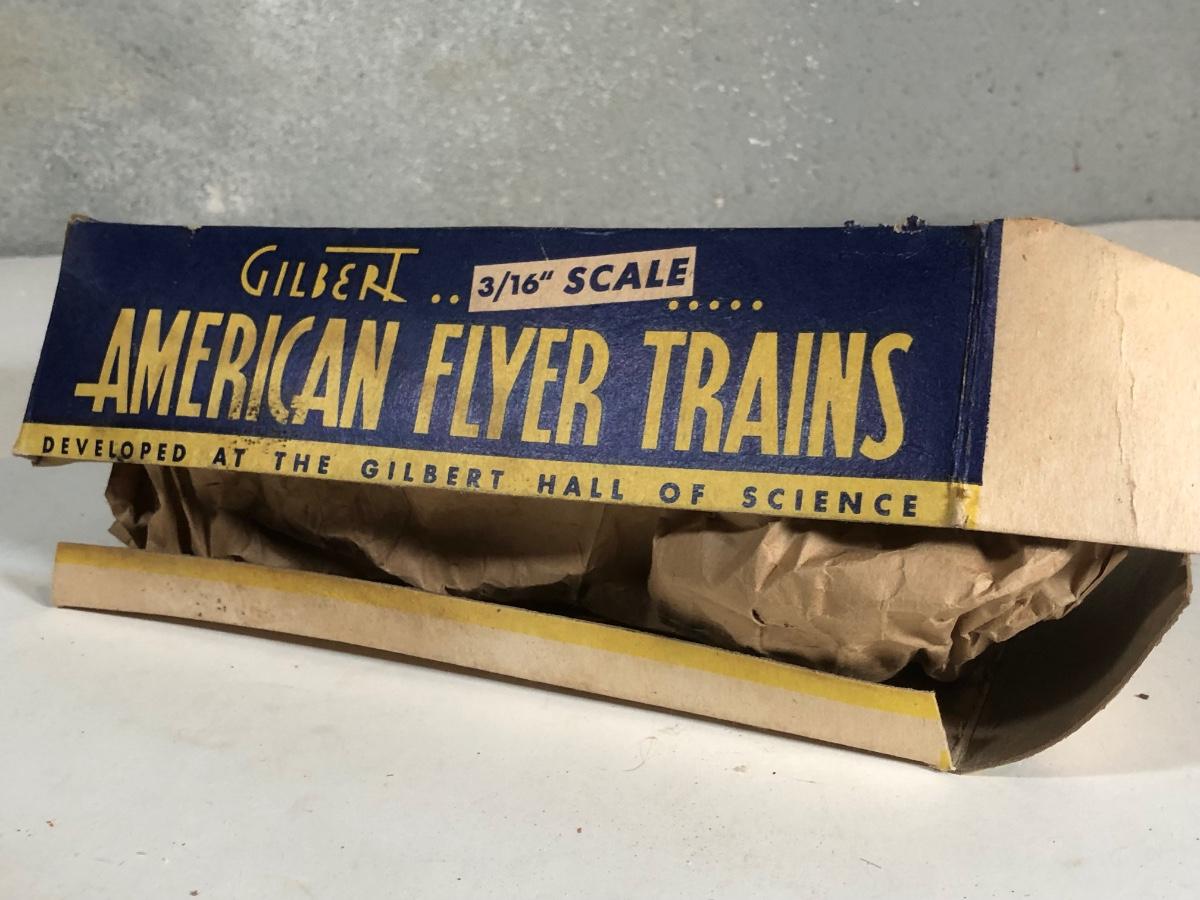 GILBERT .. 3/16" SCALE .....
AMERICAN FLYER TRAINS
DEVELOPED AT THE GILBERT HALL OF SCIENCE